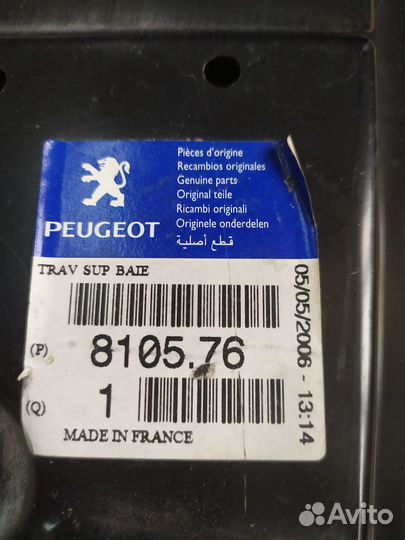 Pièces d'origine
Recambios originales
Genuine parts
Original teile
Ricambi originali
Originele onderdelen
قطع أصلية
PEUGEOT
TRAV SUP BAIE
(P) 8105.76
(Q) 1
MADE IN FRANCE
05/05/2006 - 13:14
Avito